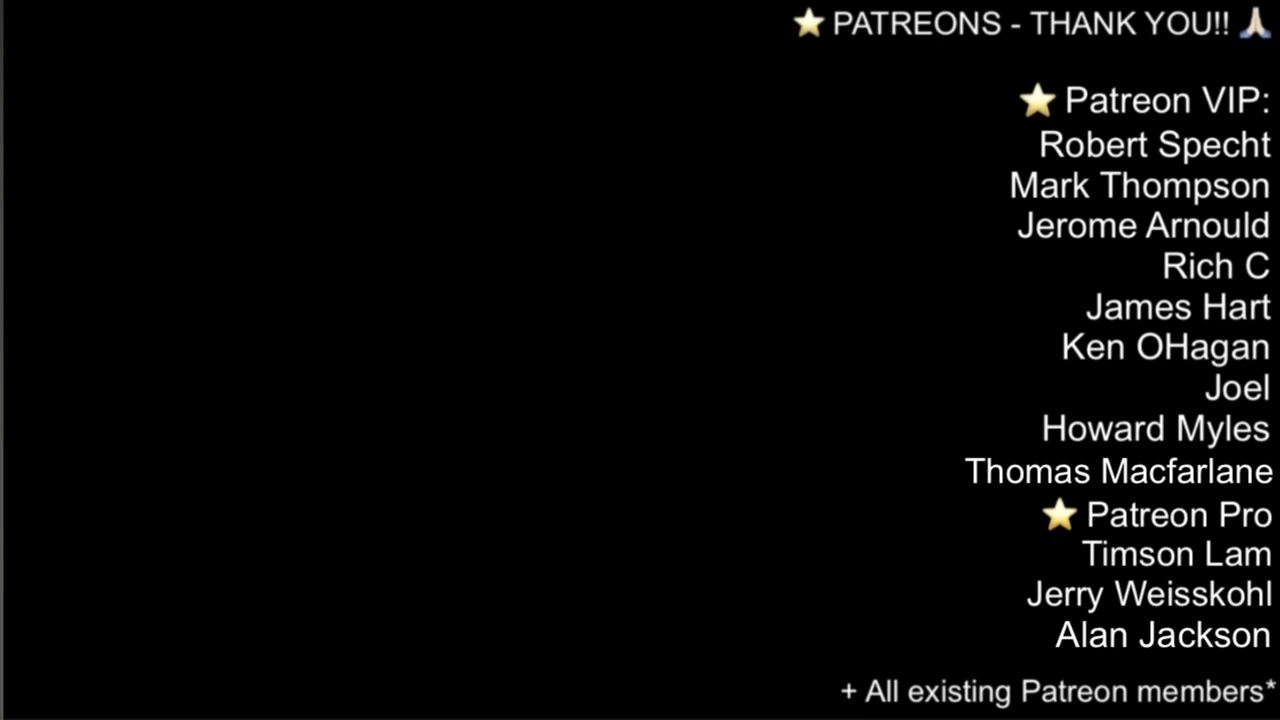 ⭐ PATREONS - THANK YOU!! 🙏🏻
⭐ Patreon VIP:
Robert Specht
Mark Thompson
Jerome Arnould
Rich C
James Hart
Ken OHagan
Joel
Howard Myles
Thomas Macfarlane
⭐ Patreon Pro
Timson Lam
Jerry Weisskohl
Alan Jackson
+ All existing Patreon members*